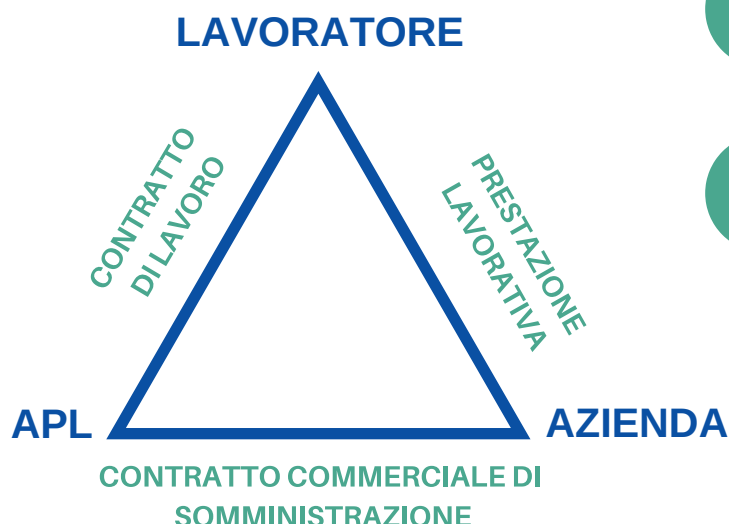 LAVORATORE
CONTRATTO
DI LAVORO
PRESTAZIONE
LAVORATIVA
APL
AZIENDA
CONTRATTO COMMERCIALE DI
SOMMINISTRAZIONE